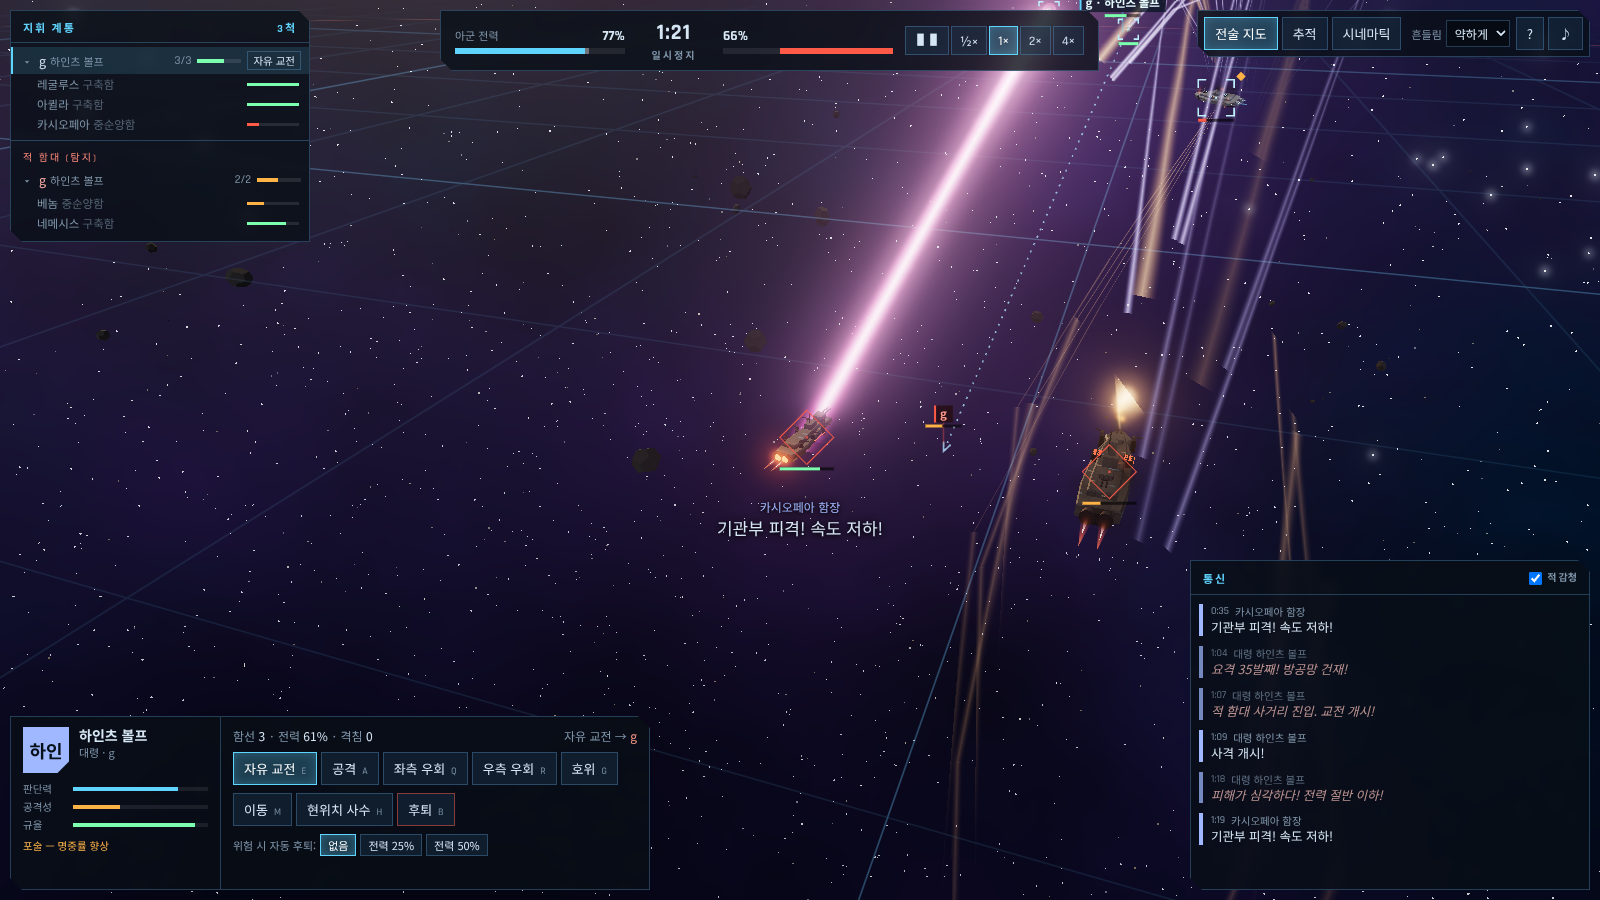 지휘 계통 3척
g 하인츠 볼프 3/3 자유 교전
레굴루스 구축함
아퀼라 구축함
카시오페아 중순양함
적 함대 (탐지)
g 하인츠 볼프 2/2
베놈 중순양함
네메시스 구축함
아군 전력 77% 1:21 일시정지 66%
½× 1× 2× 4×
g · 하인츠 볼프
전술 지도 추적 시네마틱 흔들림 약하게 ? ♪
g
카시오페아 함장
기관부 피격! 속도 저하!
통신 적 감청
0:35 카시오페아 함장
기관부 피격! 속도 저하!
1:04 대령 하인츠 볼프
요격 35발째! 방공망 건재!
1:07 대령 하인츠 볼프
적 함대 사거리 진입. 교전 개시!
1:09 대령 하인츠 볼프
사격 개시!
1:18 대령 하인츠 볼프
피해가 심각하다! 전력 절반 이하!
1:19 카시오페아 함장
기관부 피격! 속도 저하!
하인 하인츠 볼프
대령 · g
판단력
공격성
규율
포술 — 명중률 향상
함선 3 · 전력 61% · 격침 0 자유 교전 → g
자유 교전 E 공격 A 좌측 우회 Q 우측 우회 R 호위 G
이동 M 현위치 사수 H 후퇴 B
위험 시 자동 후퇴: 없음 전력 25% 전력 50%